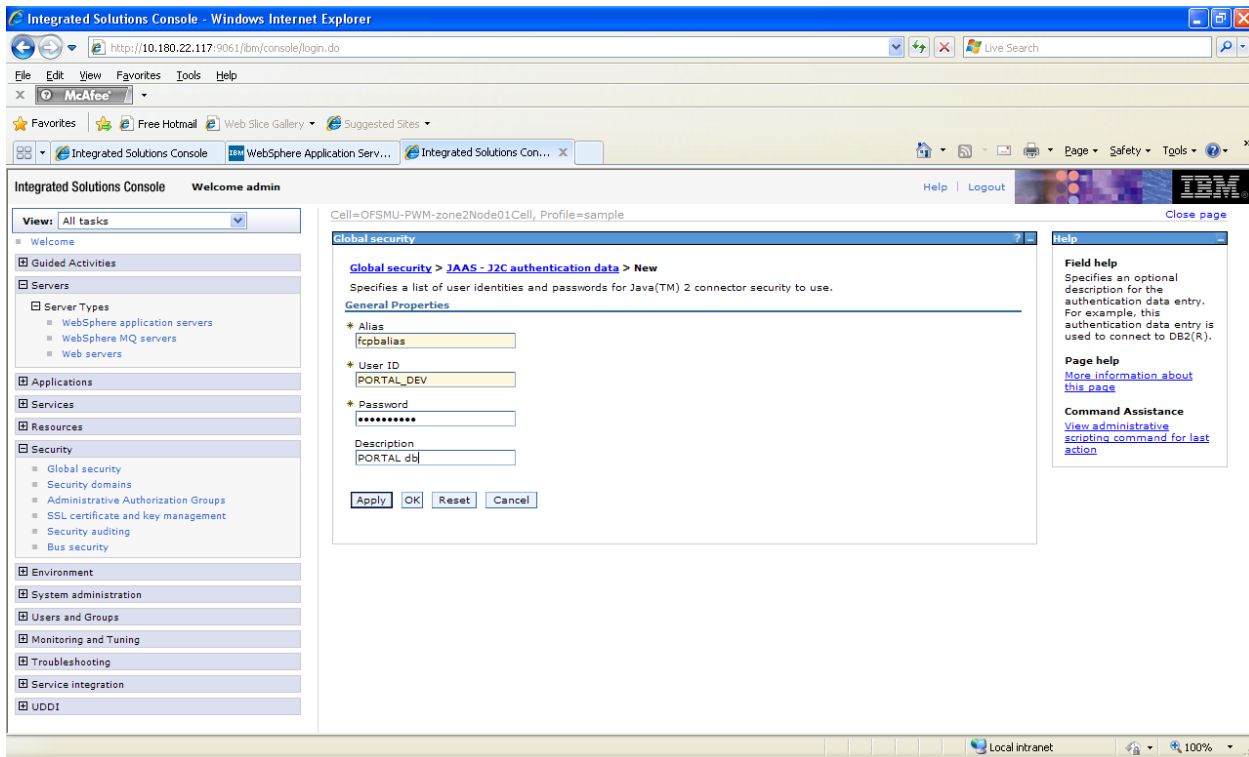 Integrated Solutions Console - Windows Internet Explorer
http://10.180.22.117:9061/ibm/console/login.do
Live Search
File Edit View Favorites Tools Help
X McAfee
Favorites Free Hotmail Web Slice Gallery Suggested Sites
Integrated Solutions Console IBM WebSphere Application Serv... Integrated Solutions Con... X
Page Safety Tools »
Integrated Solutions Console Welcome admin
Help | Logout
IBM
View: All tasks
Cell=OFSMU-PWM-zone2Node01Cell, Profile=sample
Close page
Welcome
Guided Activities
Servers
Server Types
WebSphere application servers
WebSphere MQ servers
Web servers
Applications
Services
Resources
Security
Global security
Security domains
Administrative Authorization Groups
SSL certificate and key management
Security auditing
Bus security
Environment
System administration
Users and Groups
Monitoring and Tuning
Troubleshooting
Service integration
UDDI
Global security ? -
Global security > JAAS - J2C authentication data > New
Specifies a list of user identities and passwords for Java(TM) 2 connector security to use.
General Properties
* Alias
fcpbalias
* User ID
PORTAL_DEV
* Password
••••••••••
Description
PORTAL db
Apply OK Reset Cancel
Help -
Field help
Specifies an optional
description for the
authentication data entry.
For example, this
authentication data entry is
used to connect to DB2(R).
Page help
More information about
this page
Command Assistance
View administrative
scripting command for last
action
Local intranet
100%